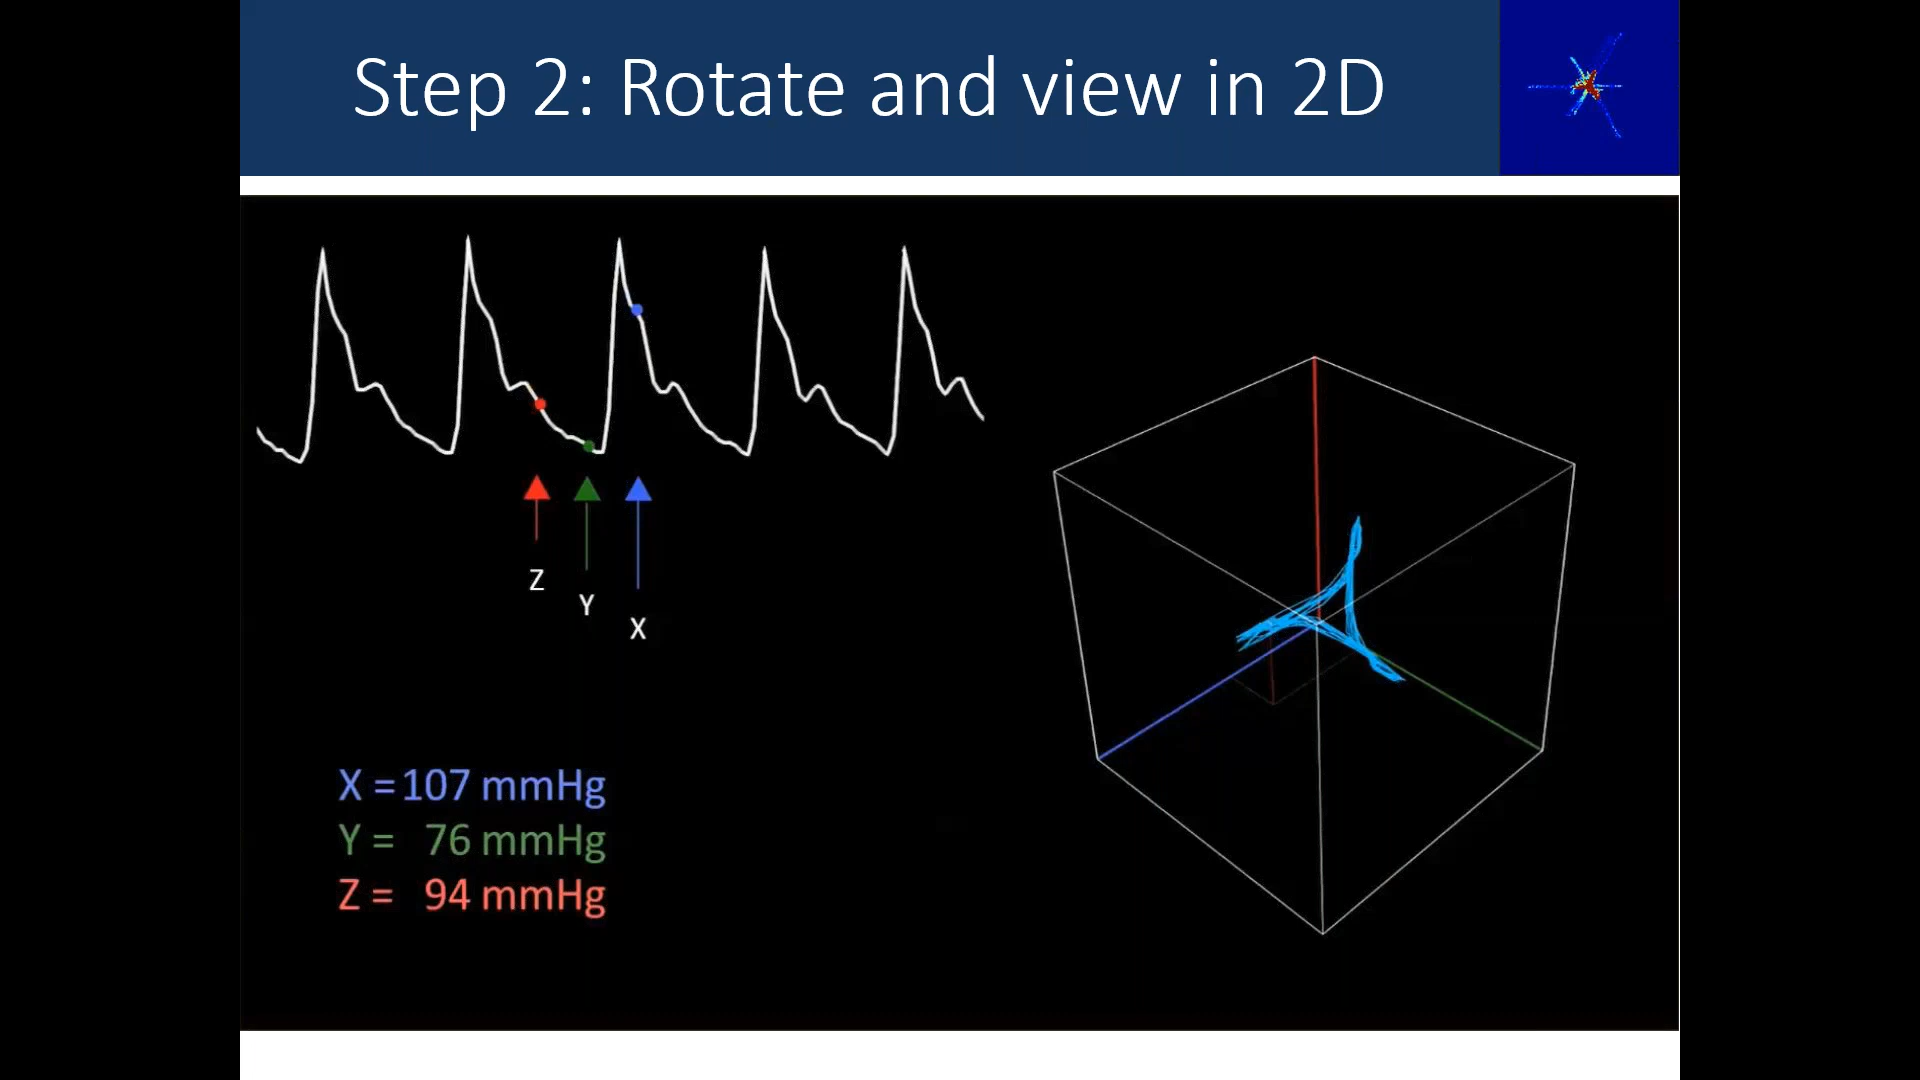 Step 2: Rotate and view in 2D
Z
Y
X
X = 107 mmHg
Y = 76 mmHg
Z = 94 mmHg